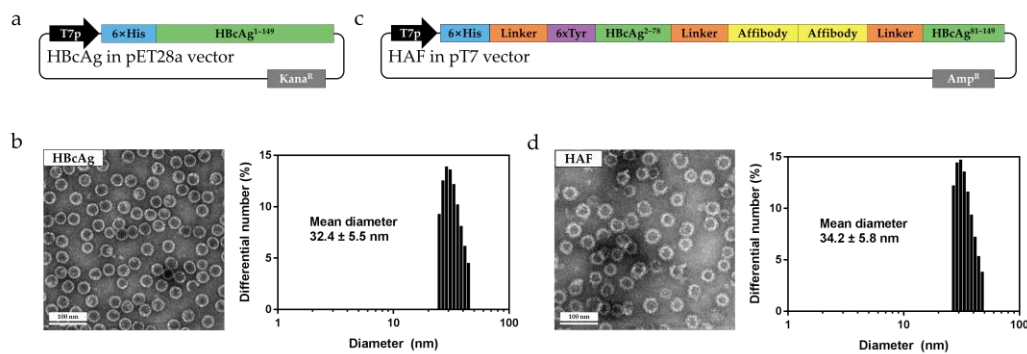 a
T7p 6×His HBcAg1–149
HBcAg in pET28a vector
KanaR
c
T7p 6×His Linker 6xTyr HBcAg2–78 Linker Affibody Affibody Linker HBcAg81–149
HAF in pT7 vector
AmpR
b
HBcAg
100 nm
Differential number (%)
15
10
5
0
Mean diameter
32.4 ± 5.5 nm
1 10 100
Diameter (nm)
d
HAF
100 nm
Differential number (%)
15
10
5
0
Mean diameter
34.2 ± 5.8 nm
1 10 100
Diameter (nm)